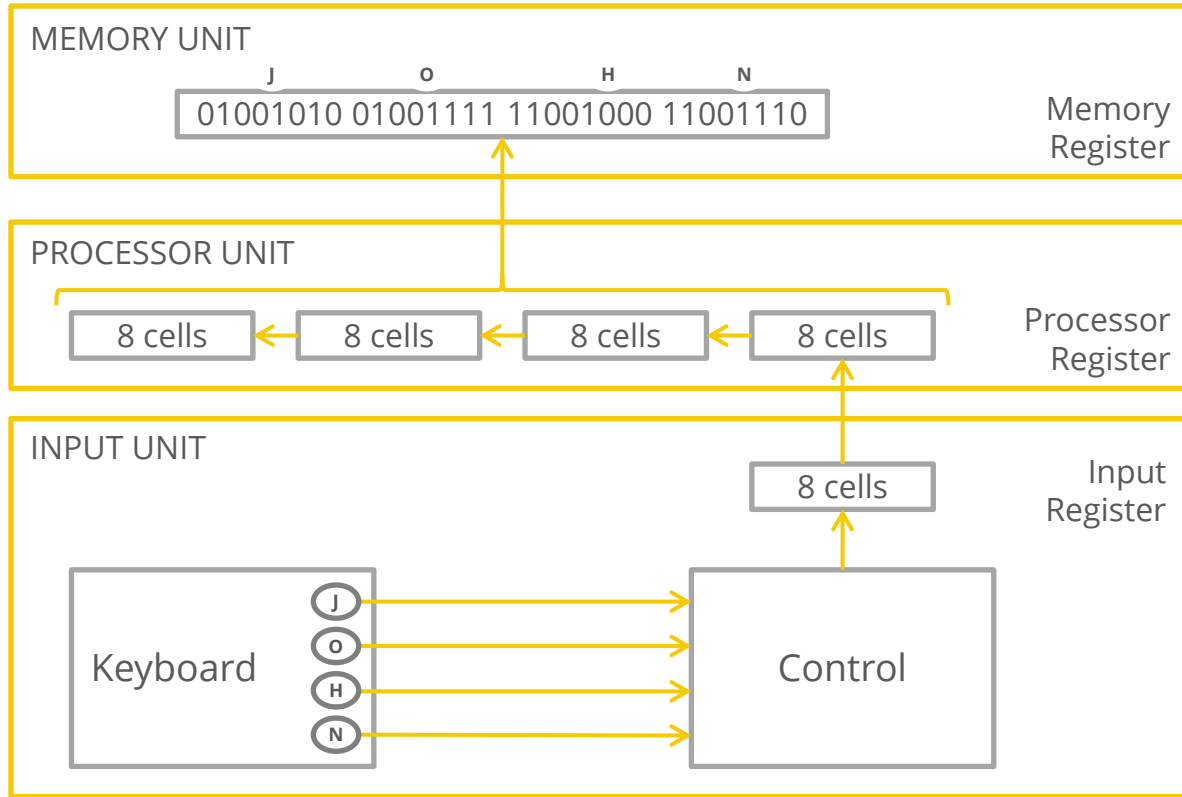 MEMORY UNIT
J O H N
01001010 01001111 11001000 11001110
Memory
Register
PROCESSOR UNIT
8 cells 8 cells 8 cells 8 cells
Processor
Register
INPUT UNIT
8 cells
Input
Register
J
O
Keyboard
H
N
Control